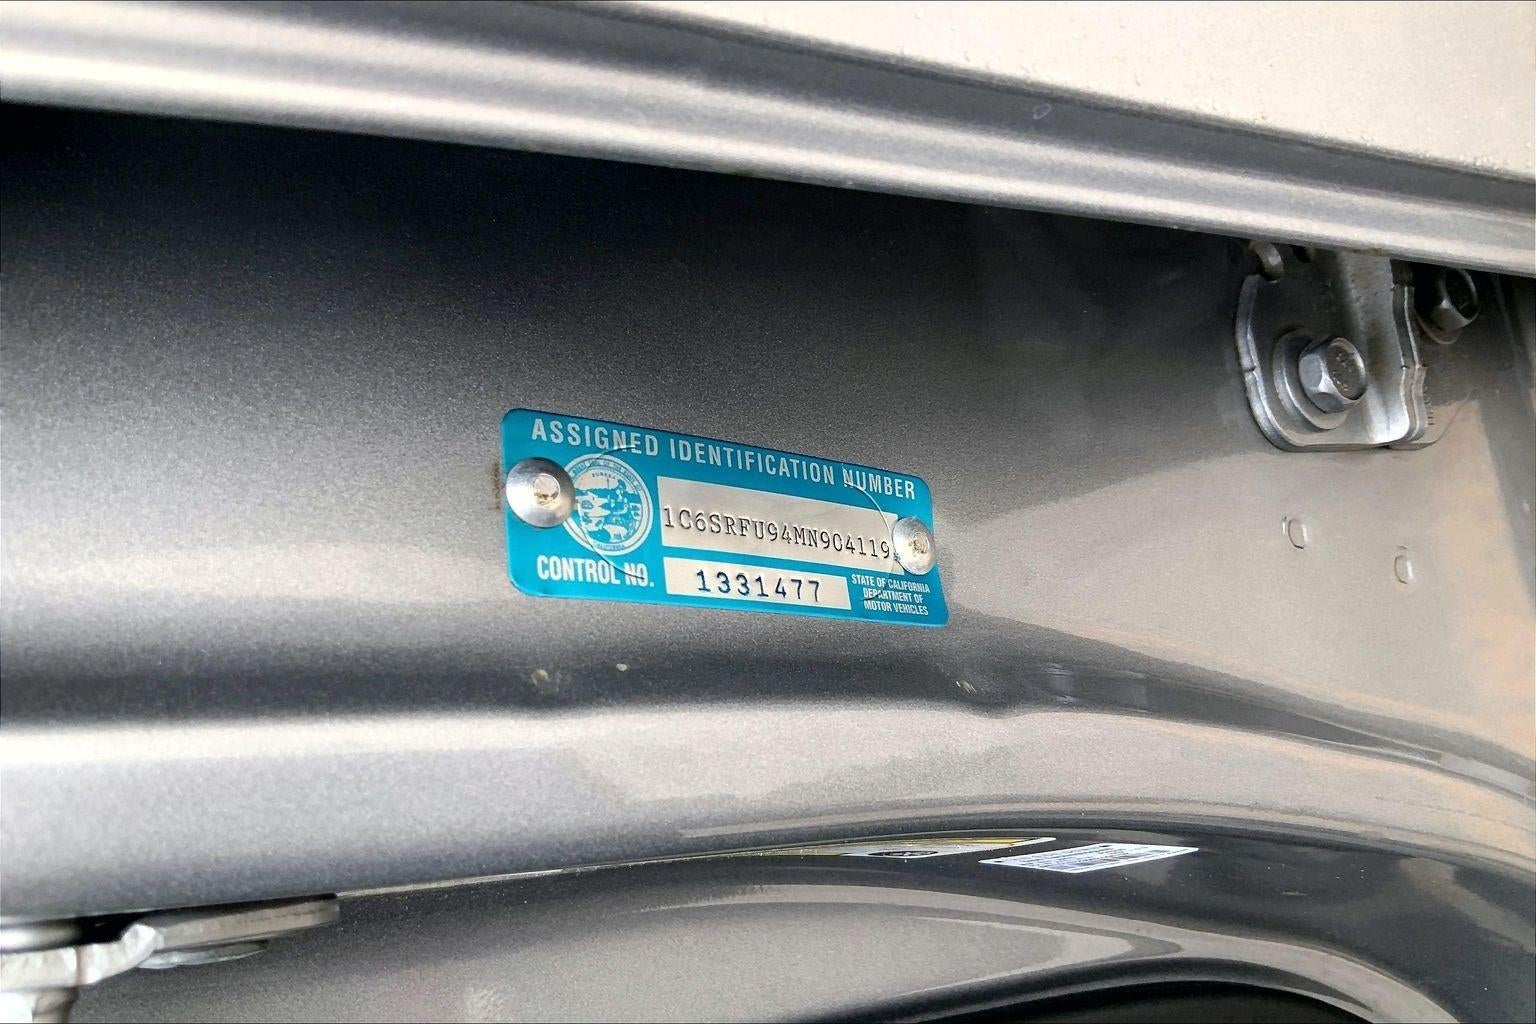 ASSIGNED IDENTIFICATION NUMBER
1C6SRFU94MN904119
CONTROL NO.
1331477
STATE OF CALIFORNIA
DEPARTMENT OF
MOTOR VEHICLES